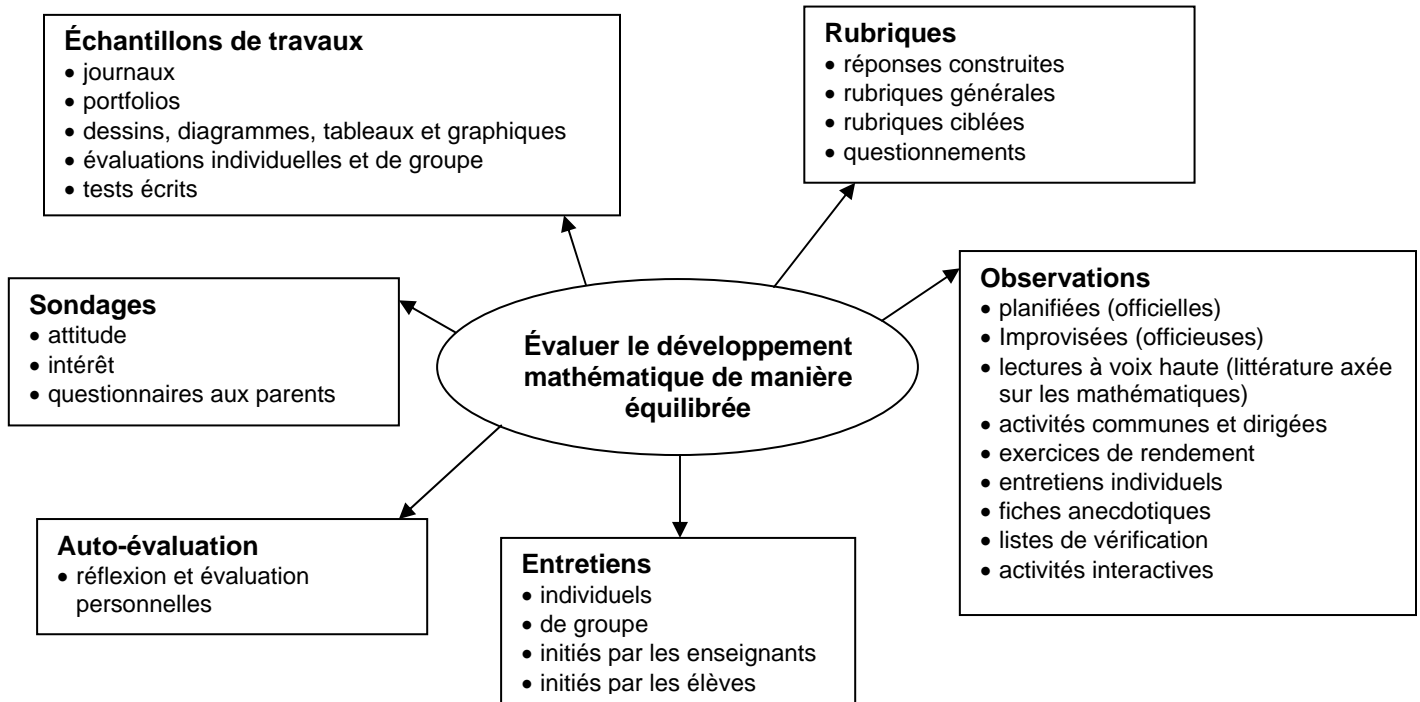 Échantillons de travaux
• journaux
• portfolios
• dessins, diagrammes, tableaux et graphiques
• évaluations individuelles et de groupe
• tests écrits
Rubriques
• réponses construites
• rubriques générales
• rubriques ciblées
• questionnements
Sondages
• attitude
• intérêt
• questionnaires aux parents
Évaluer le développement
mathématique de manière
équilibrée
Observations
• planifiées (officielles)
• Improvisées (officieuses)
• lectures à voix haute (littérature axée
sur les mathématiques)
• activités communes et dirigées
• exercices de rendement
• entretiens individuels
• fiches anecdotiques
• listes de vérification
• activités interactives
Auto-évaluation
• réflexion et évaluation
personnelles
Entretiens
• individuels
• de groupe
• initiés par les enseignants
• initiés par les élèves